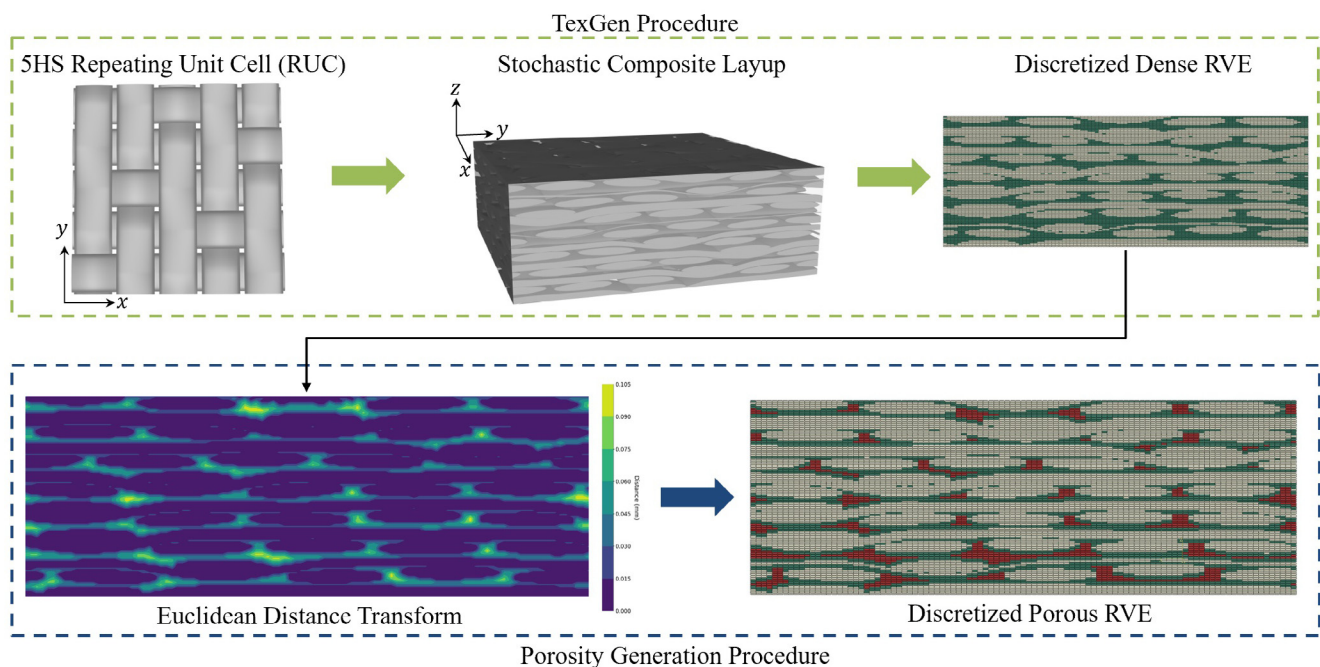 TexGen Procedure
5HS Repeating Unit Cell (RUC)
Stochastic Composite Layup
Discretized Dense RVE
z
y
x
y
x
0.105
0.090
0.075
0.060
0.045
0.030
0.015
0.000
Distance (mm)
Euclidean Distance Transform
Discretized Porous RVE
Porosity Generation Procedure